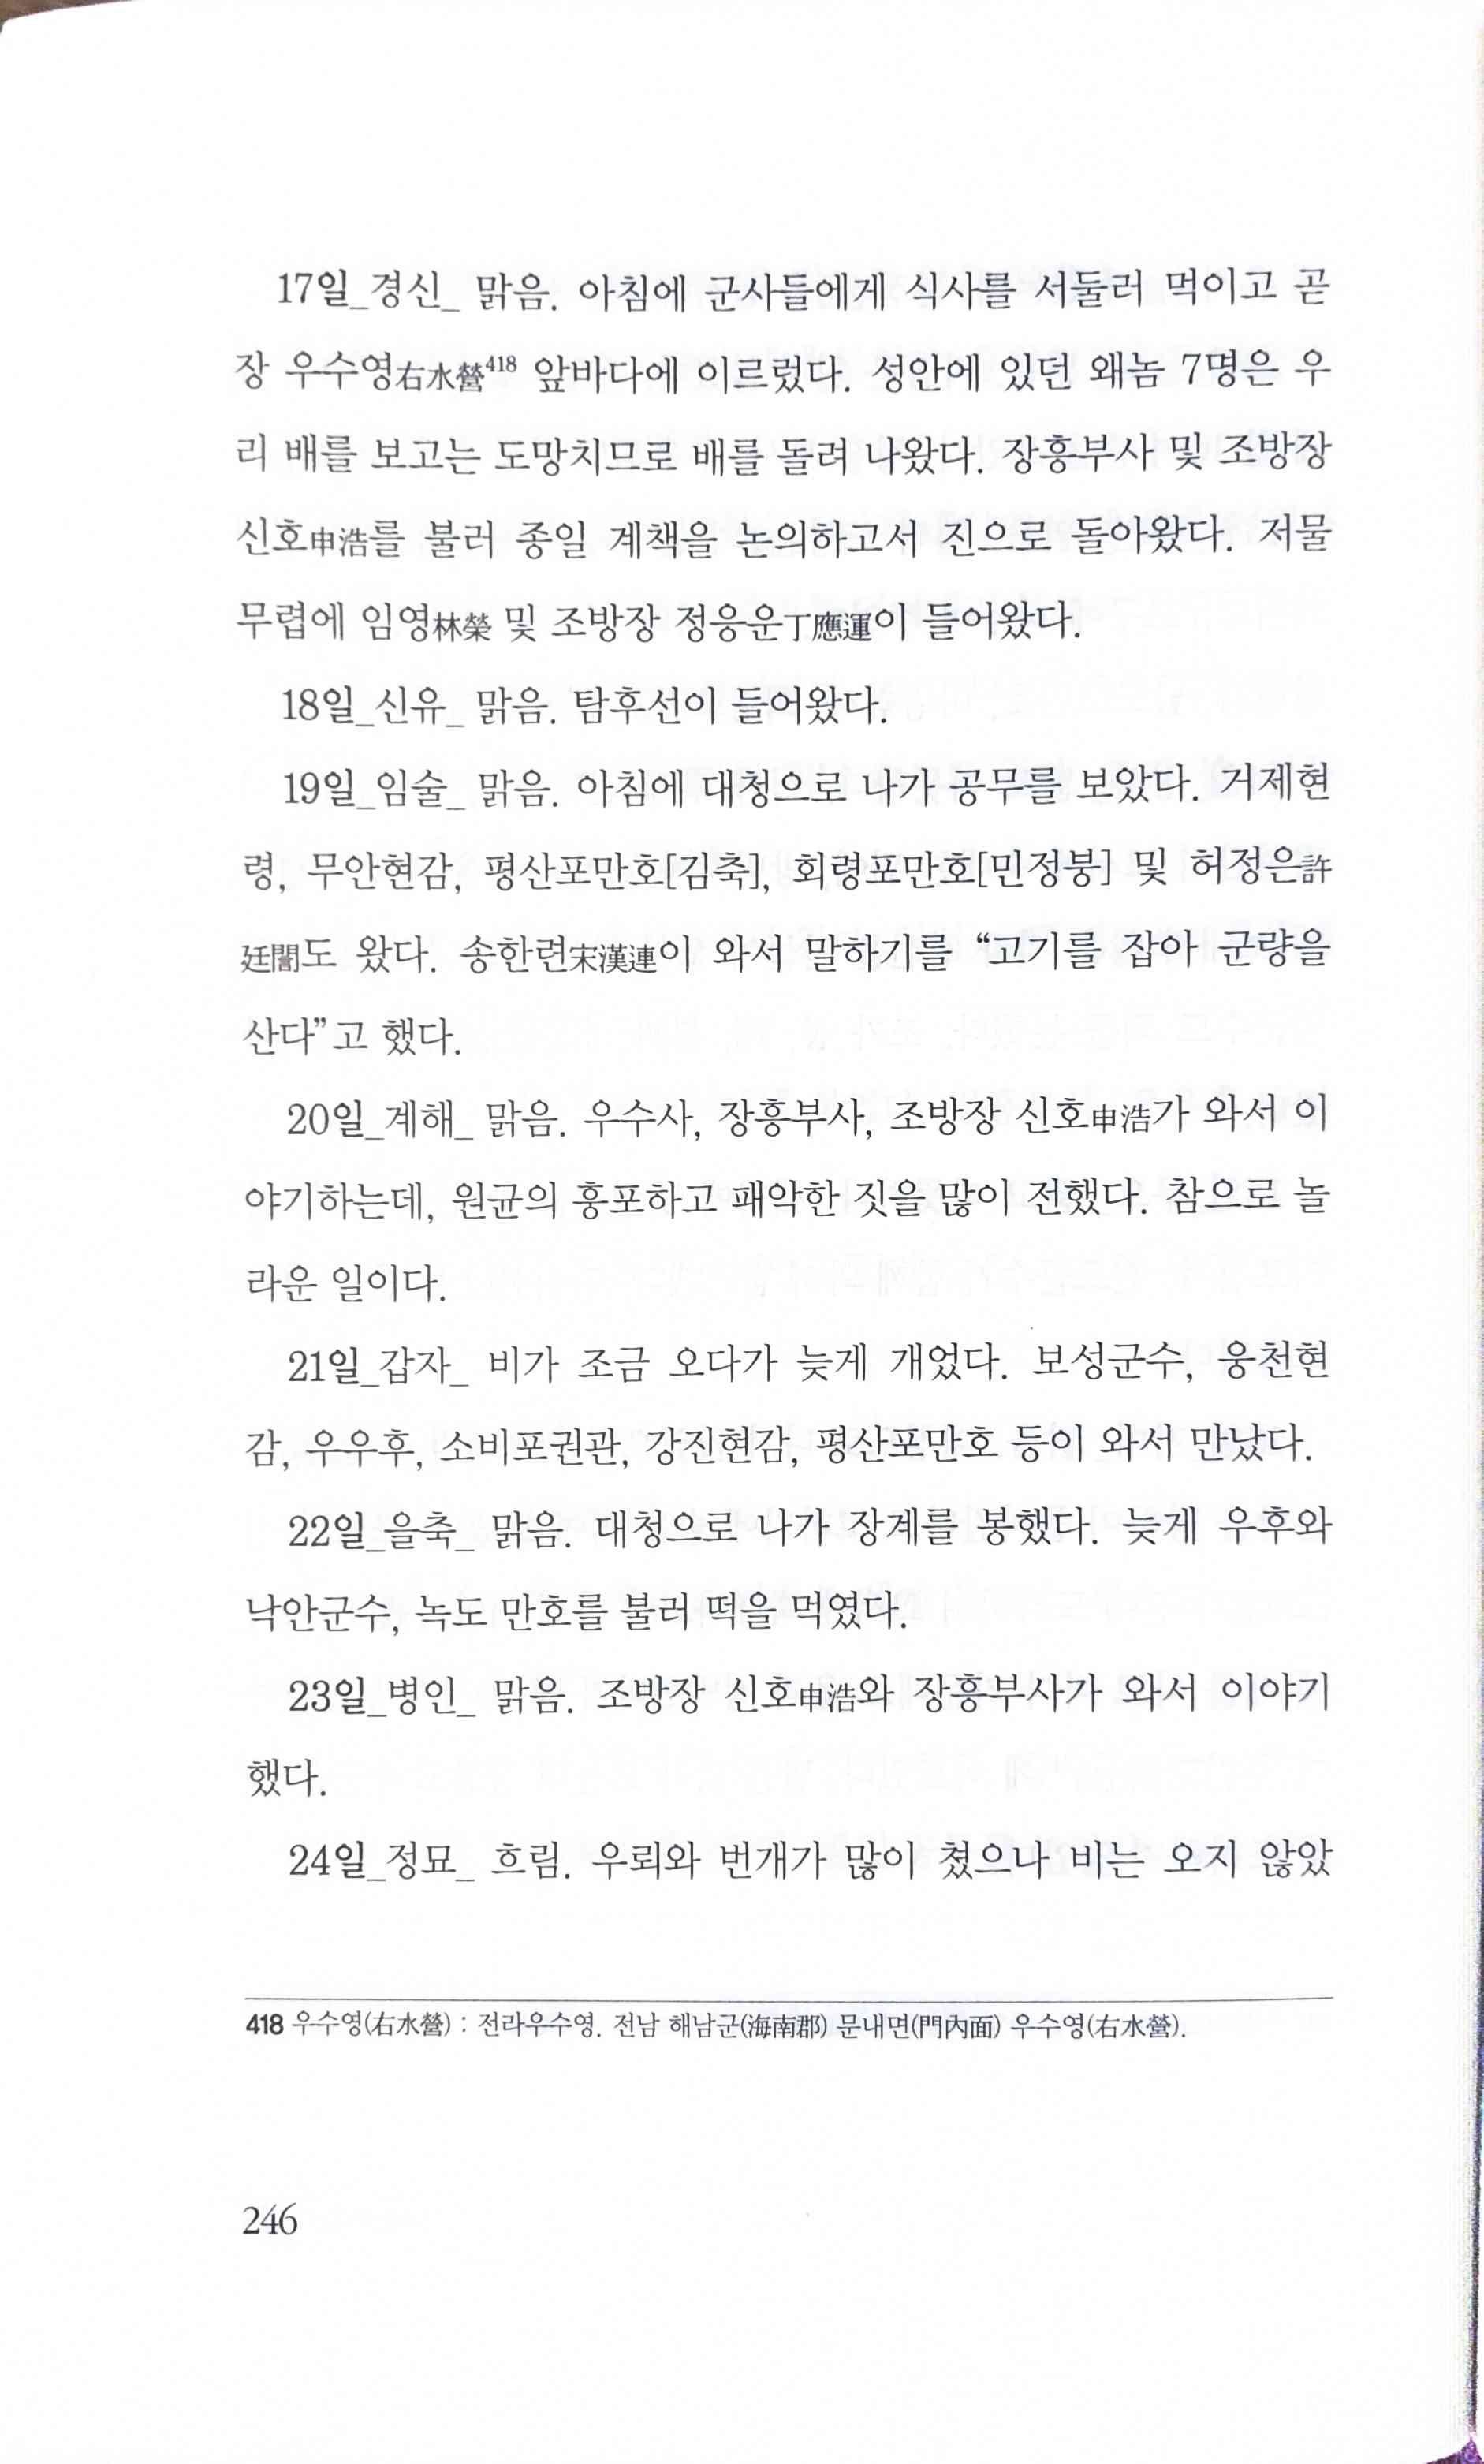 17일_경신_ 맑음. 아침에 군사들에게 식사를 서둘러 먹이고 곧
장 우수영右水營418 앞바다에 이르렀다. 성안에 있던 왜놈 7명은 우
리 배를 보고는 도망치므로 배를 돌려 나왔다. 장흥부사 및 조방장
신호申浩를 불러 종일 계책을 논의하고서 진으로 돌아왔다. 저물
무렵에 임영林榮 및 조방장 정응운丁應運이 들어왔다.
18일_신유_ 맑음. 탐후선이 들어왔다.
19일_임술_ 맑음. 아침에 대청으로 나가 공무를 보았다. 거제현
령, 무안현감, 평산포만호[김축], 회령포만호[민정붕] 및 허정은許
廷誾도 왔다. 송한련宋漢連이 와서 말하기를 “고기를 잡아 군량을
산다”고 했다.
20일_계해_ 맑음. 우수사, 장흥부사, 조방장 신호申浩가 와서 이
야기하는데, 원균의 흉포하고 패악한 짓을 많이 전했다. 참으로 놀
라운 일이다.
21일_갑자_ 비가 조금 오다가 늦게 개었다. 보성군수, 웅천현
감, 우우후, 소비포권관, 강진현감, 평산포만호 등이 와서 만났다.
22일_을축_ 맑음. 대청으로 나가 장계를 봉했다. 늦게 우후와
낙안군수, 녹도 만호를 불러 떡을 먹였다.
23일_병인_ 맑음. 조방장 신호申浩와 장흥부사가 와서 이야기
했다.
24일_정묘_ 흐림. 우뢰와 번개가 많이 쳤으나 비는 오지 않았
418 우수영(右水營) : 전라우수영. 전남 해남군(海南郡) 문내면(門內面) 우수영(右水營).
246